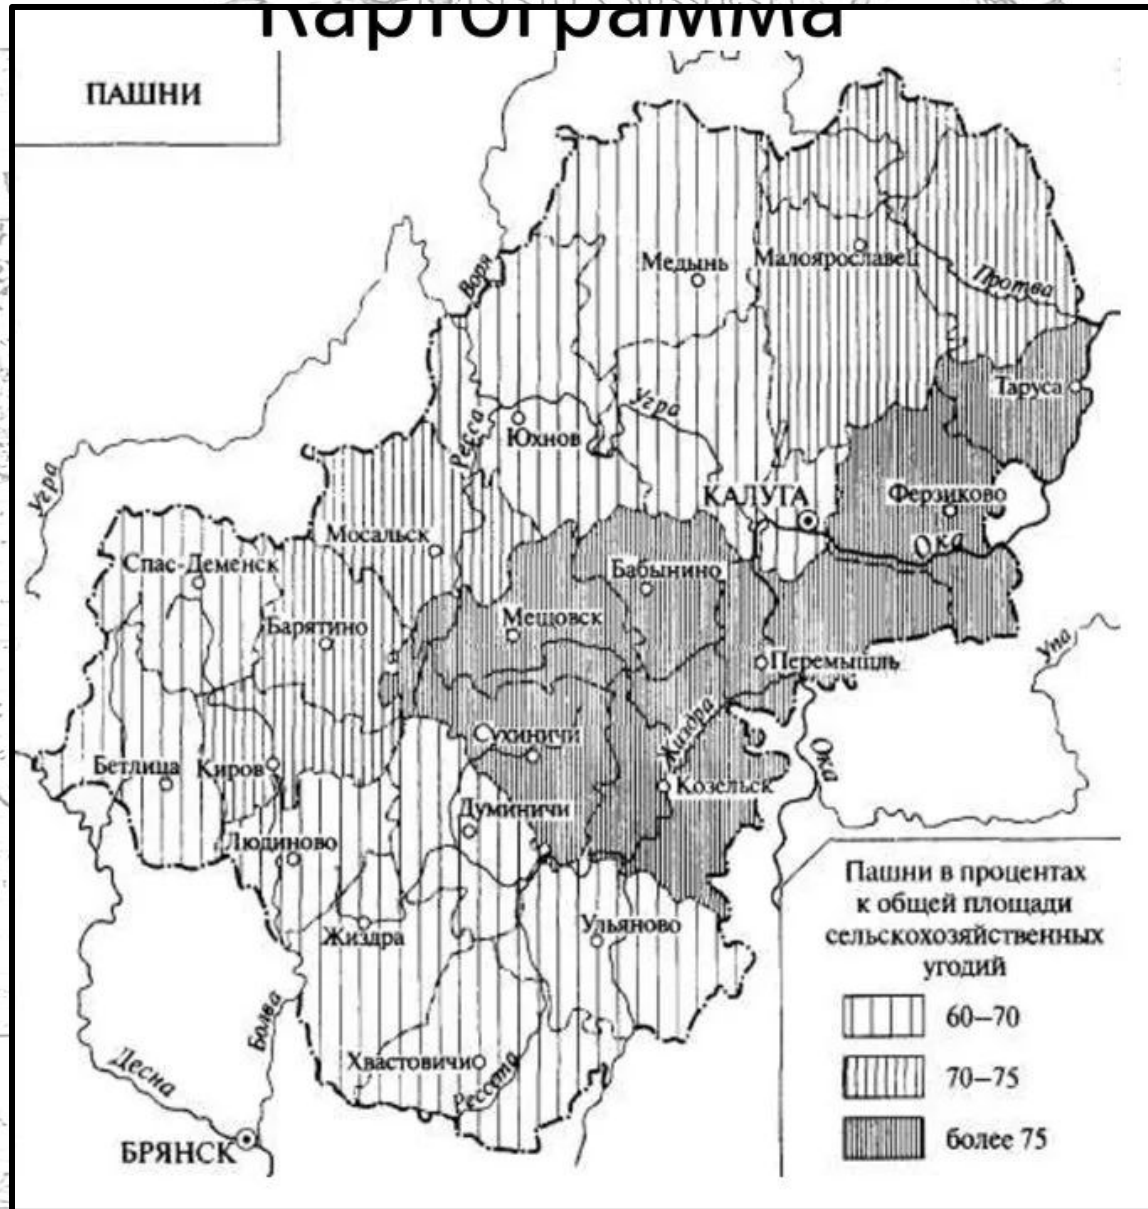 Картограмма
ПАШНИ
Медынь
Малоярославец
Воря
Протва
Таруса
Угра
Юхнов
Ресса
Угра
КАЛУГА
Ферзиково
Мосальск
Ока
Спас-Деменск
Бабынино
Барятино
Мещовск
Перемышль
Упа
Жиздра
Сухиничи
Ока
Бетлица
Киров
Козельск
Думиничи
Людиново
Жиздра
Ульяново
Болва
Хвастовичи
Рессета
Десна
БРЯНСК
Пашни в процентах
к общей площади
сельскохозяйственных
угодий
60–70
70–75
более 75